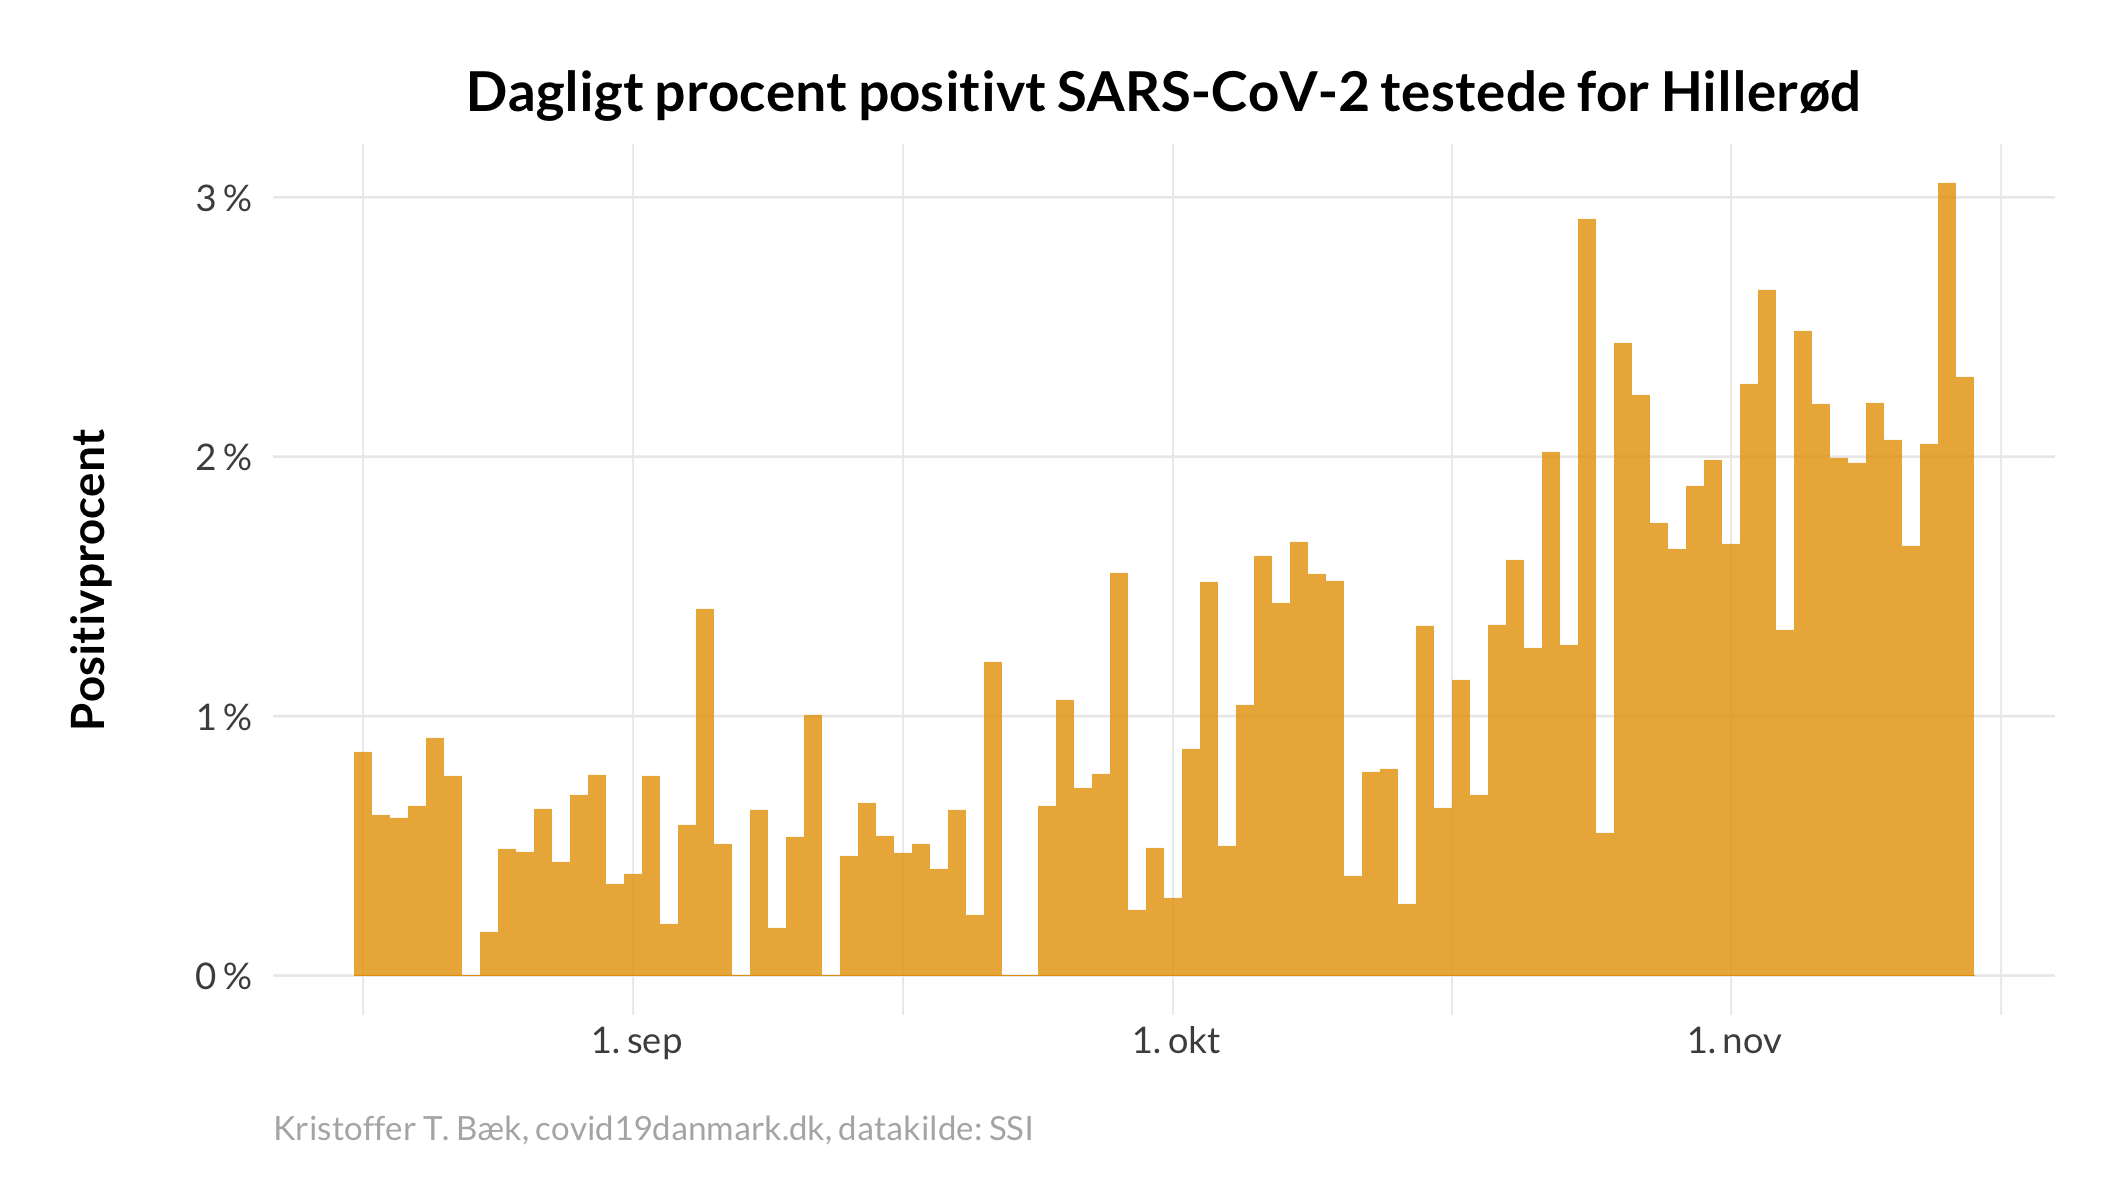 Dagligt procent positivt SARS-CoV-2 testede for Hillerød
Positivprocent
3 %
2 %
1 %
0 %
1. sep
1. okt
1. nov
Kristoffer T. Bæk, covid19danmark.dk, datakilde: SSI